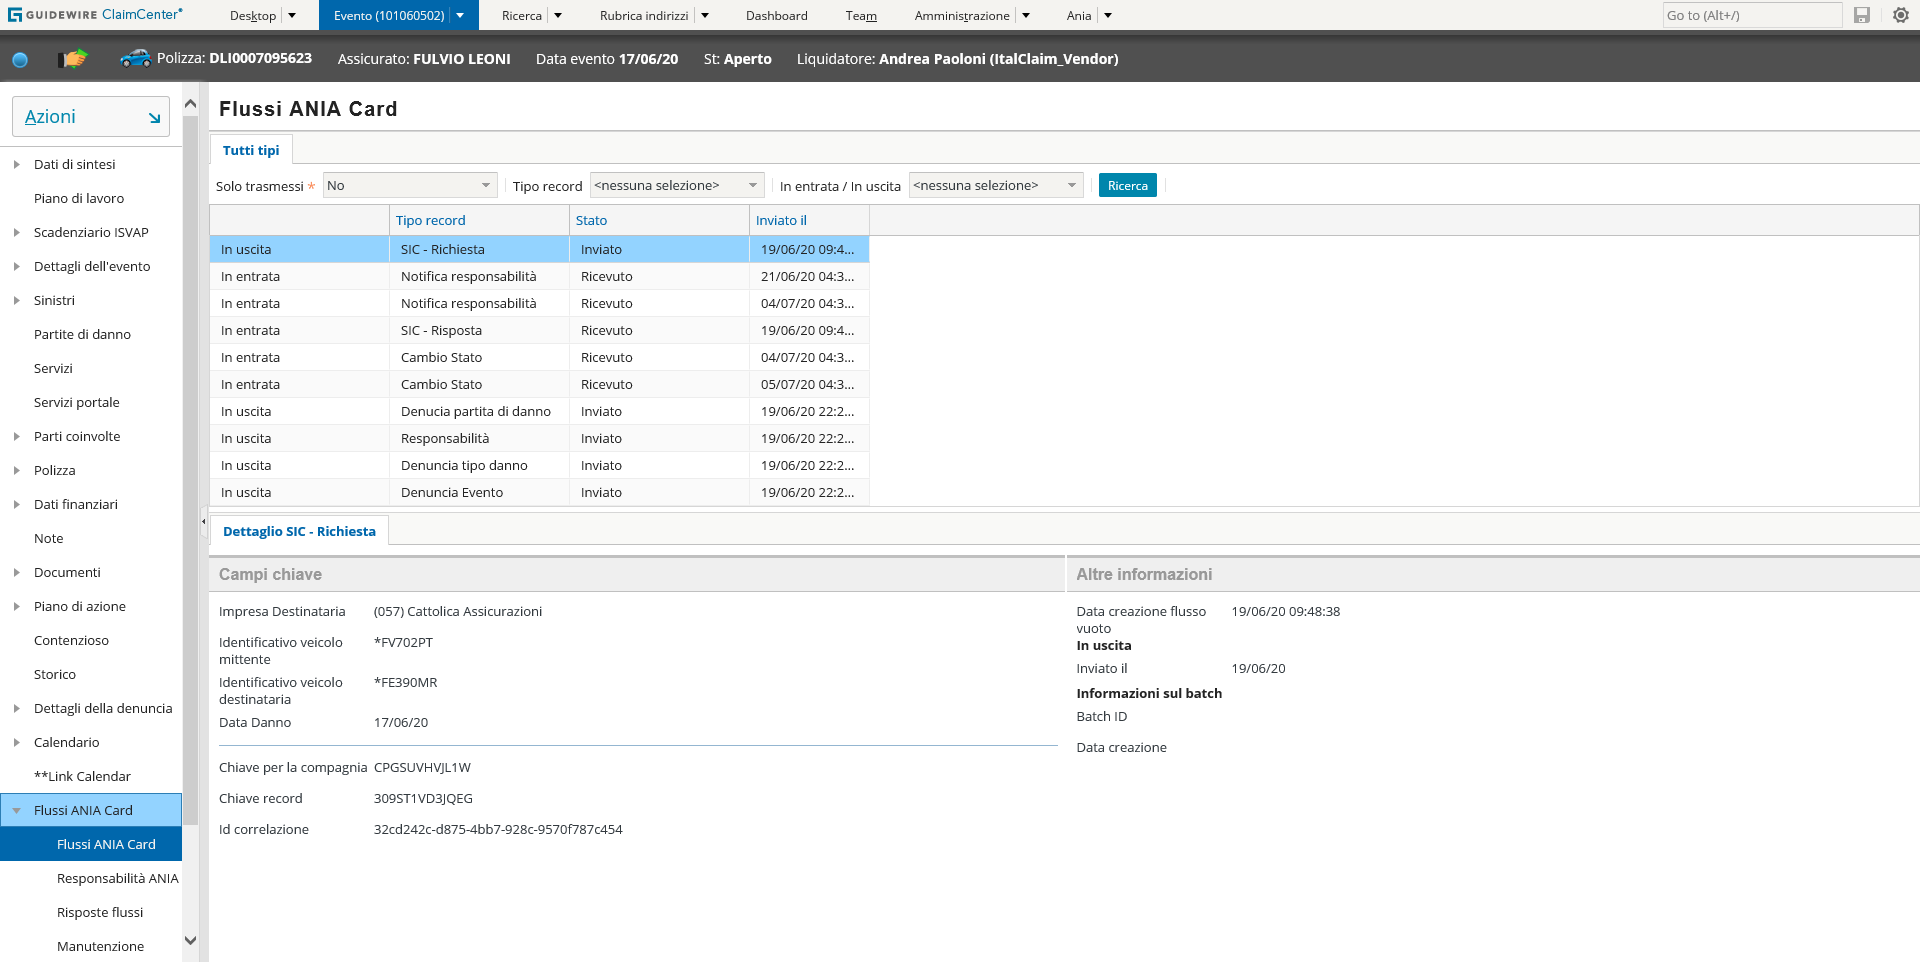 GUIDEWIRE ClaimCenter
Desktop
Evento (101060502)
Ricerca
Rubrica indirizzi
Dashboard
Team
Amministrazione
Ania
Go to (Alt+/)
Polizza: DLI0007095623 Assicurato: FULVIO LEONI Data evento 17/06/20 St: Aperto Liquidatore: Andrea Paoloni (ItalClaim_Vendor)
Azioni
Dati di sintesi
Piano di lavoro
Scadenziario ISVAP
Dettagli dell'evento
Sinistri
Partite di danno
Servizi
Servizi portale
Parti coinvolte
Polizza
Dati finanziari
Note
Documenti
Piano di azione
Contenzioso
Storico
Dettagli della denuncia
Calendario
**Link Calendar
Flussi ANIA Card
Flussi ANIA Card
Responsabilità ANIA
Risposte flussi
Manutenzione
Flussi ANIA Card
Tutti tipi
Solo trasmessi * No Tipo record <nessuna selezione> In entrata / In uscita <nessuna selezione> Ricerca
Tipo record Stato Inviato il
In uscita SIC - Richiesta Inviato 19/06/20 09:4...
In entrata Notifica responsabilità Ricevuto 21/06/20 04:3...
In entrata Notifica responsabilità Ricevuto 04/07/20 04:3...
In entrata SIC - Risposta Ricevuto 19/06/20 09:4...
In entrata Cambio Stato Ricevuto 04/07/20 04:3...
In entrata Cambio Stato Ricevuto 05/07/20 04:3...
In uscita Denucia partita di danno Inviato 19/06/20 22:2...
In uscita Responsabilità Inviato 19/06/20 22:2...
In uscita Denuncia tipo danno Inviato 19/06/20 22:2...
In uscita Denuncia Evento Inviato 19/06/20 22:2...
Dettaglio SIC - Richiesta
Campi chiave
Impresa Destinataria (057) Cattolica Assicurazioni
Identificativo veicolo *FV702PT
mittente
Identificativo veicolo *FE390MR
destinataria
Data Danno 17/06/20
Chiave per la compagnia CPGSUVHVJL1W
Chiave record 309ST1VD3JQEG
Id correlazione 32cd242c-d875-4bb7-928c-9570f787c454
Altre informazioni
Data creazione flusso 19/06/20 09:48:38
vuoto
In uscita
Inviato il 19/06/20
Informazioni sul batch
Batch ID
Data creazione